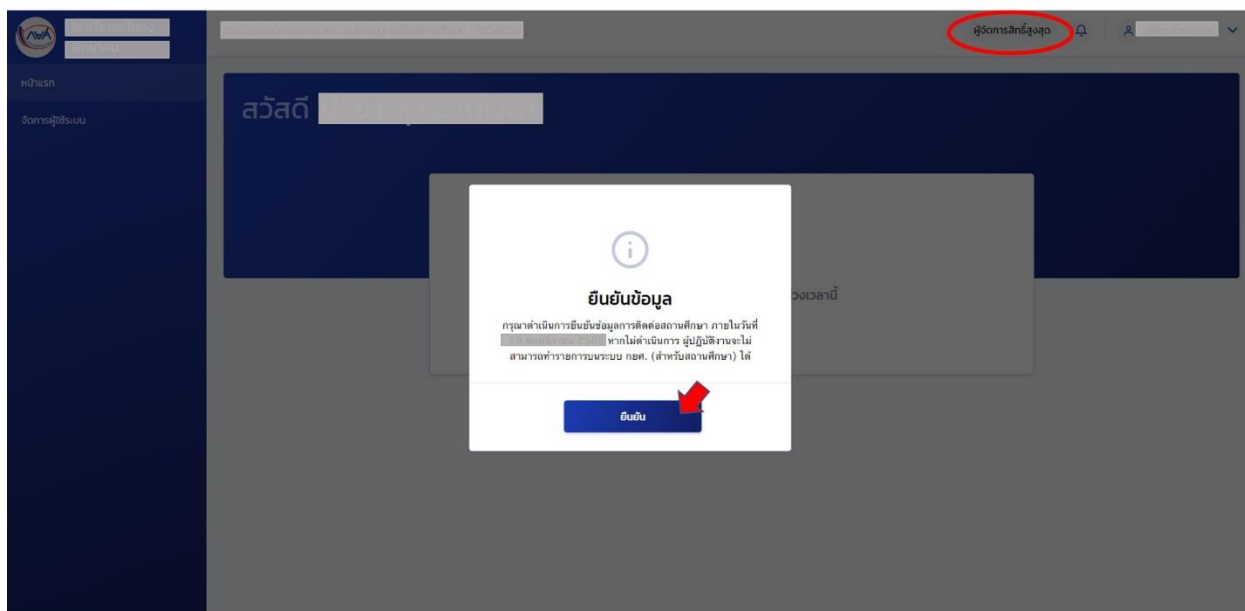 ผู้จัดการสิทธิ์สูงสุด
หน้าแรก
จัดการผู้ใช้ระบบ
สวัสดี
วงเวลานี้
ยืนยันข้อมูล
กรุณาดำเนินการยืนยันข้อมูลการติดต่อสถานศึกษา ภายในวันที่
หากไม่ดำเนินการ ผู้ปฏิบัติงานจะไม่
สามารถทำรายการบนระบบ กยศ. (สำหรับสถานศึกษา) ได้
ยืนยัน